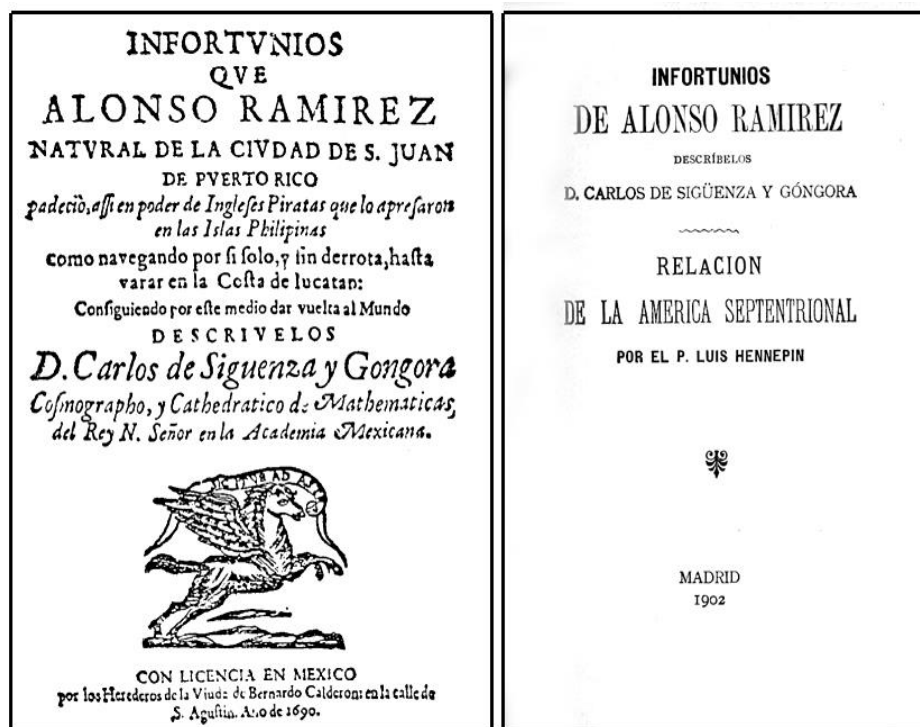 INFORTVNIOS
QVE
ALONSO RAMIREZ
NATVRAL DE LA CIVDAD DE S. JUAN
DE PVERTO RICO
padeciò, aſſi en poder de Ingleſes Piratas que lo apreſaron
en las Islas Philipinas
como navegando por ſi ſolo, y ſin derrota, haſta
varar en la Coſta de Iucatan:
Conſiguiendo por eſte medio dar vuelta al Mundo
DESCRIVELOS
D. Carlos de Siguenza y Gongora
Coſmographo, y Cathedratico de Mathematicas,
del Rey N. Señor en la Academia Mexicana.
SIC ITVR AD
CON LICENCIA EN MEXICO
por los Herederos de la Viuda de Bernardo Calderon: en la calle de
S. Aguſtin. Año de 1690.
INFORTUNIOS
DE ALONSO RAMIREZ
DESCRÍBELOS
D. CARLOS DE SIGÜENZA Y GÓNGORA
RELACION
DE LA AMERICA SEPTENTRIONAL
POR EL P. LUIS HENNEPIN
MADRID
1902